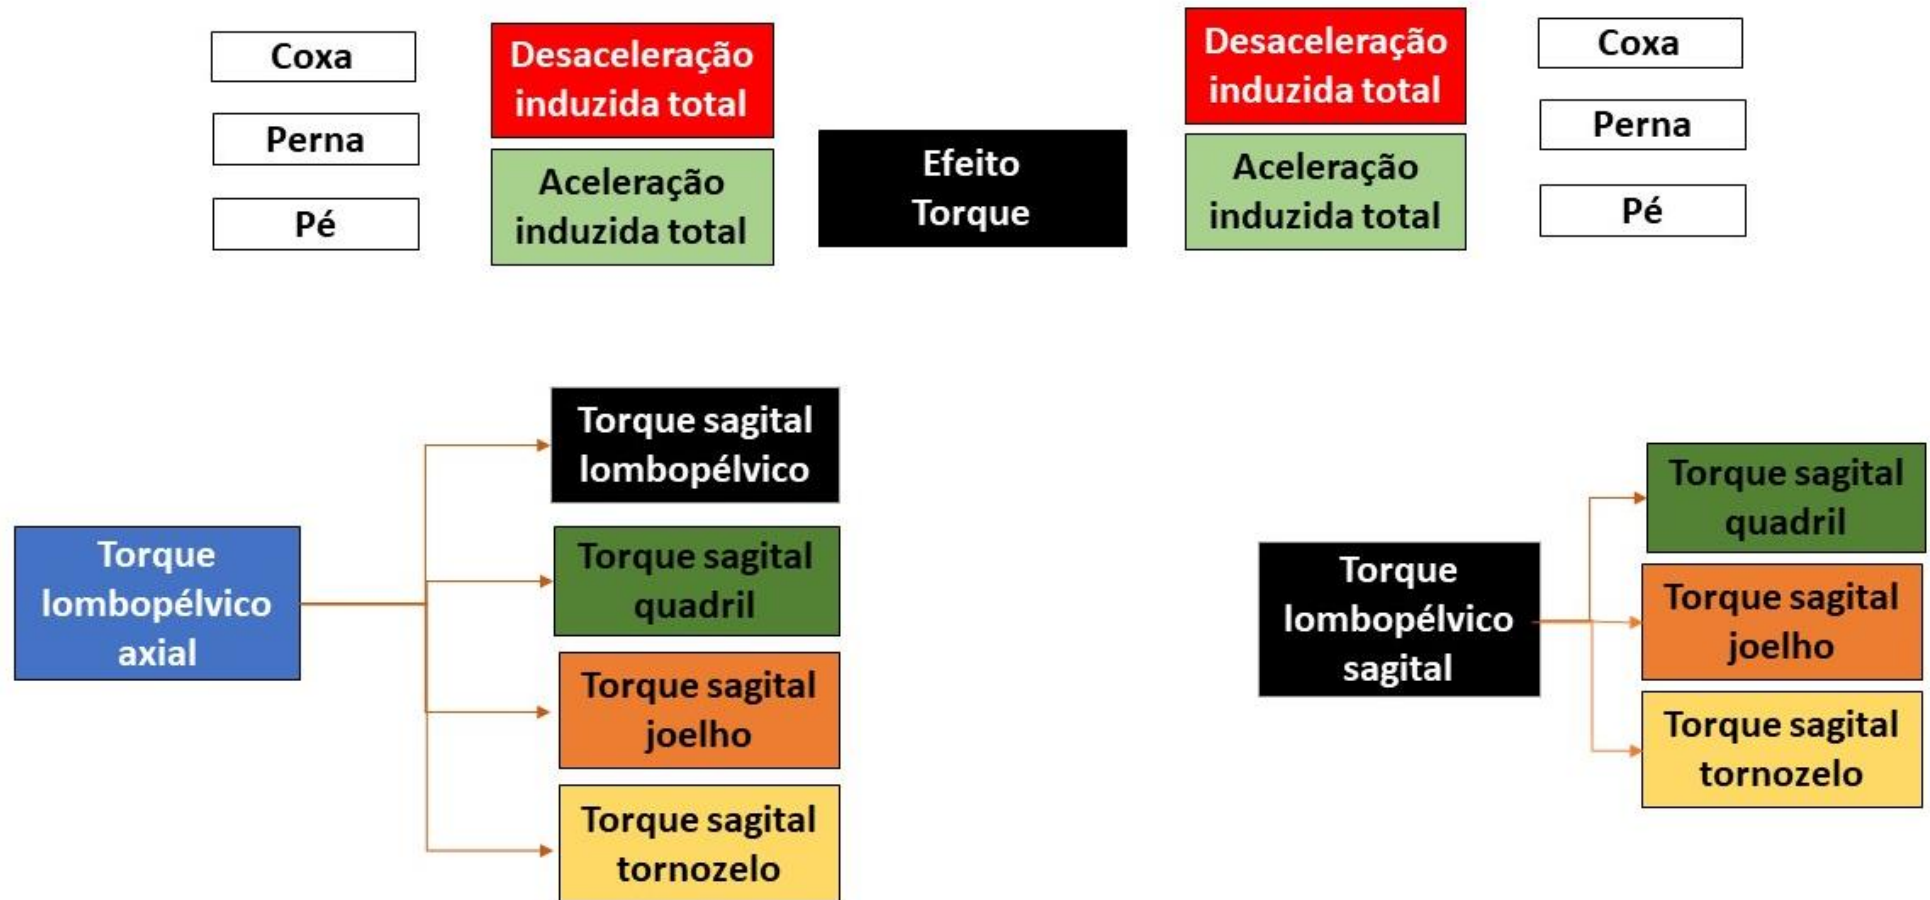 Coxa
Perna
Pé
Desaceleração
induzida total
Aceleração
induzida total
Efeito
Torque
Desaceleração
induzida total
Aceleração
induzida total
Coxa
Perna
Pé
Torque
lombopélvico
axial
Torque sagital
lombopélvico
Torque sagital
quadril
Torque sagital
joelho
Torque sagital
tornozelo
Torque
lombopélvico
sagital
Torque sagital
quadril
Torque sagital
joelho
Torque sagital
tornozelo